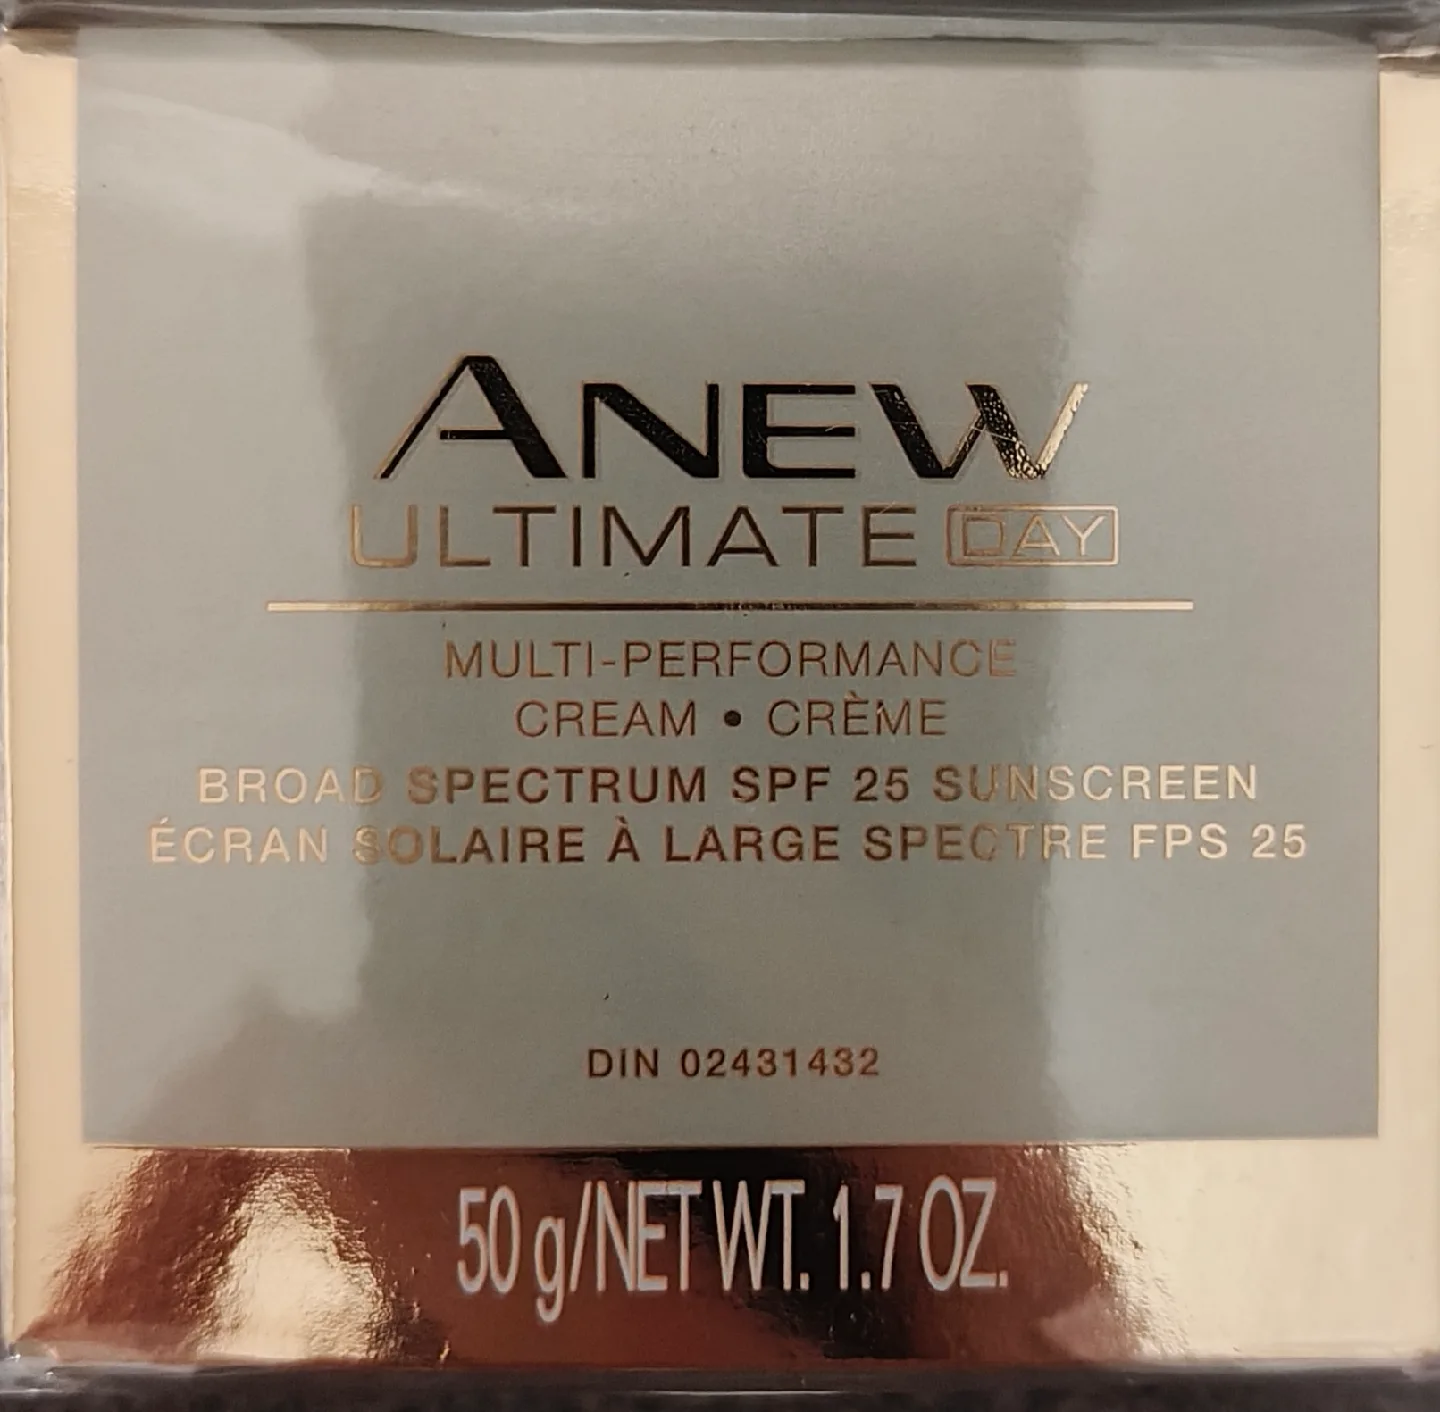 ANEW
ULTIMATE DAY
MULTI-PERFORMANCE
CREAM • CRÈME
BROAD SPECTRUM SPF 25 SUNSCREEN
ÉCRAN SOLAIRE À LARGE SPECTRE FPS 25
DIN 02431432
50 g/NET WT. 1.7 OZ.